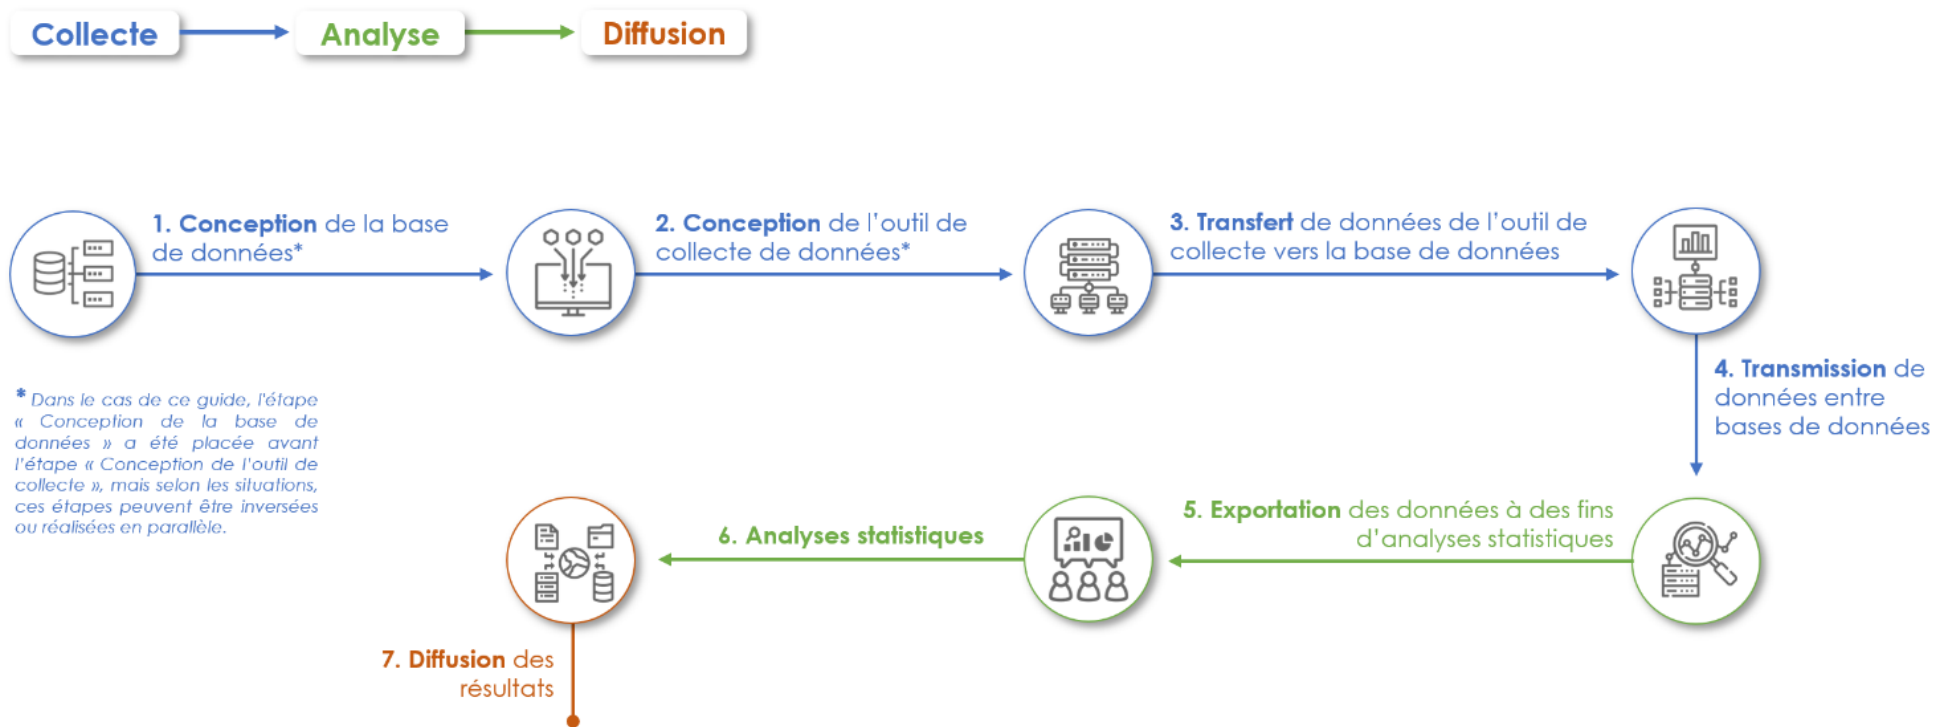 Collecte
Analyse
Diffusion
1. Conception de la base
de données*
2. Conception de l'outil de
collecte de données*
3. Transfert de données de l'outil de
collecte vers la base de données
4. Transmission de
données entre
bases de données
* Dans le cas de ce guide, l'étape
« Conception de la base de
données » a été placée avant
l'étape « Conception de l'outil de
collecte », mais selon les situations,
ces étapes peuvent être inversées
ou réalisées en parallèle.
5. Exportation des données à des fins
d'analyses statistiques
6. Analyses statistiques
7. Diffusion des
résultats